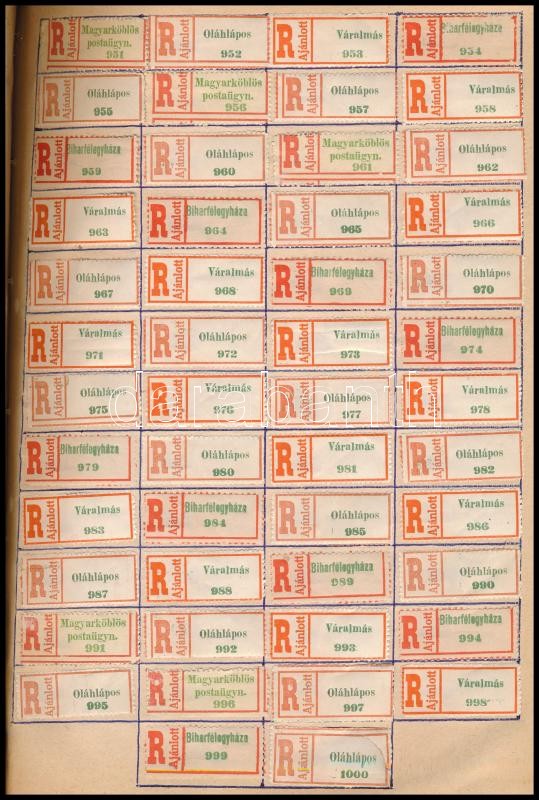 R Ajánlott Magyarköblös
postaügyn.
951
R Ajánlott Oláhlápos
952
R Ajánlott Váralmás
953
R Ajánlott Biharfélegyháza
954
R Ajánlott Oláhlápos
955
R Ajánlott Magyarköblös
postaügyn.
956
R Ajánlott Oláhlápos
957
R Ajánlott Váralmás
958
R Ajánlott Biharfélegyháza
959
R Ajánlott Oláhlápos
960
R Ajánlott Magyarköblös
postaügyn.
961
R Ajánlott Oláhlápos
962
R Ajánlott Váralmás
963
R Ajánlott Biharfélegyháza
964
R Ajánlott Oláhlápos
965
R Ajánlott Váralmás
966
R Ajánlott Oláhlápos
967
R Ajánlott Váralmás
968
R Ajánlott Biharfélegyháza
969
R Ajánlott Oláhlápos
970
R Ajánlott Váralmás
971
R Ajánlott Oláhlápos
972
R Ajánlott Váralmás
973
R Ajánlott Biharfélegyháza
974
R Ajánlott Oláhlápos
975
R Ajánlott Váralmás
976
R Ajánlott Oláhlápos
977
R Ajánlott Váralmás
978
darabanth
R Ajánlott Biharfélegyháza
979
R Ajánlott Oláhlápos
980
R Ajánlott Váralmás
981
R Ajánlott Oláhlápos
982
R Ajánlott Váralmás
983
R Ajánlott Biharfélegyháza
984
R Ajánlott Oláhlápos
985
R Ajánlott Váralmás
986
R Ajánlott Oláhlápos
987
R Ajánlott Váralmás
988
R Ajánlott Biharfélegyháza
989
R Ajánlott Oláhlápos
990
R Ajánlott Magyarköblös
postaügyn.
991
R Ajánlott Oláhlápos
992
R Ajánlott Váralmás
993
R Ajánlott Biharfélegyháza
994
R Ajánlott Oláhlápos
995
R Ajánlott Magyarköblös
postaügyn.
996
R Ajánlott Oláhlápos
997
R Ajánlott Váralmás
998
R Ajánlott Biharfélegyháza
999
R Ajánlott Oláhlápos
1000